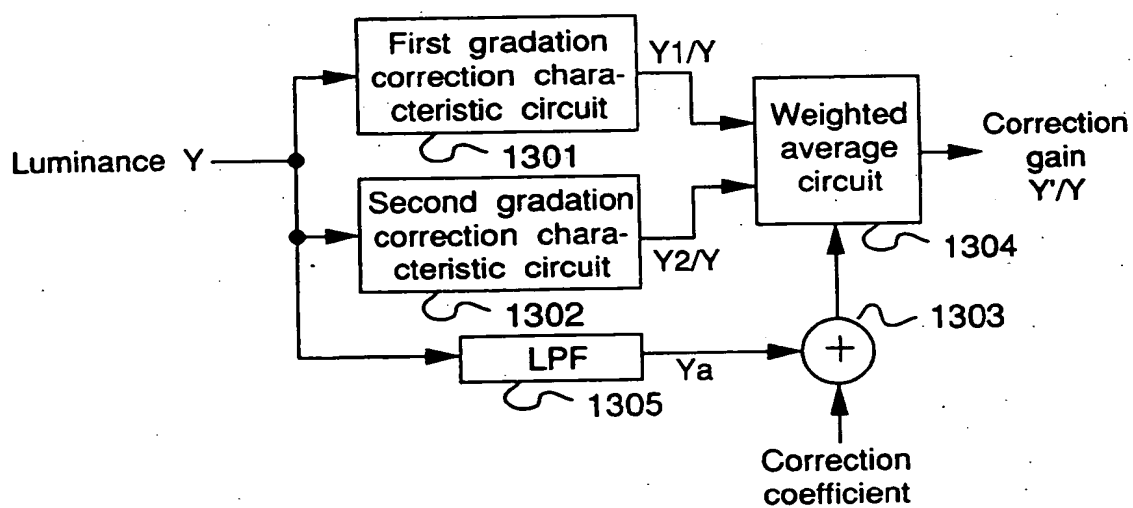 First gradation
correction chara-
cteristic circuit
1301
Y1/Y
Luminance Y
Second gradation
correction chara-
cteristic circuit
1302
Y2/Y
Weighted
average
circuit
1304
Correction
gain
Y'/Y
LPF
1305
Ya
+
1303
Correction
coefficient